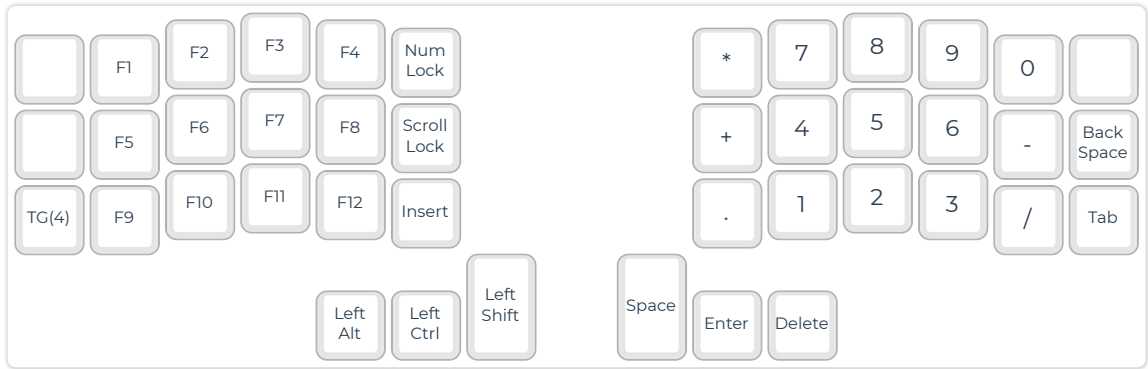 F1 F2 F3 F4 Num Lock * 7 8 9 0
F5 F6 F7 F8 Scroll Lock + 4 5 6 - Back Space
TG(4) F9 F10 F11 F12 Insert . 1 2 3 / Tab
Left Alt Left Ctrl Left Shift Space Enter Delete